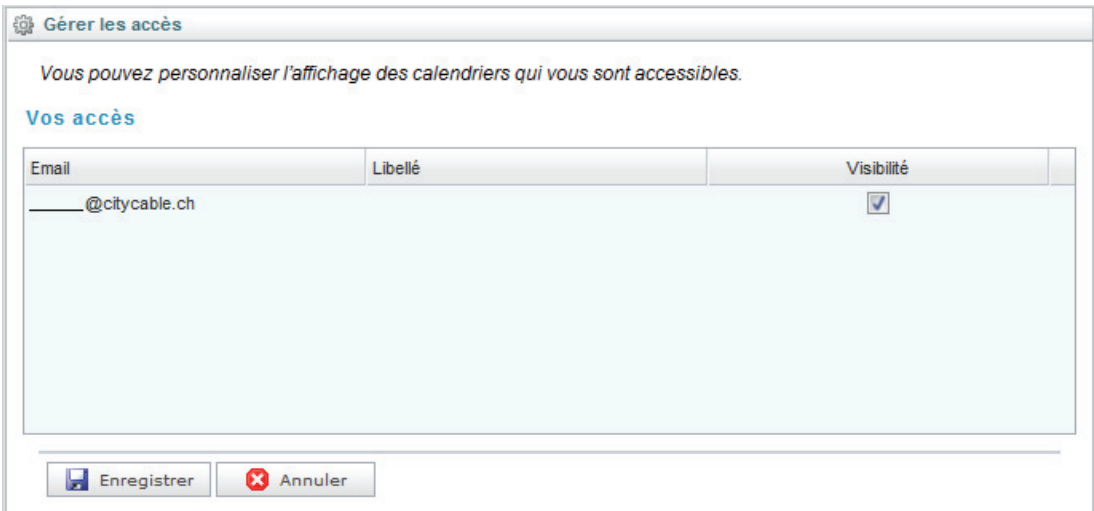 Gérer les accès
Vous pouvez personnaliser l'affichage des calendriers qui vous sont accessibles.
Vos accès
Email Libellé Visibilité
______@citycable.ch
Enregistrer Annuler